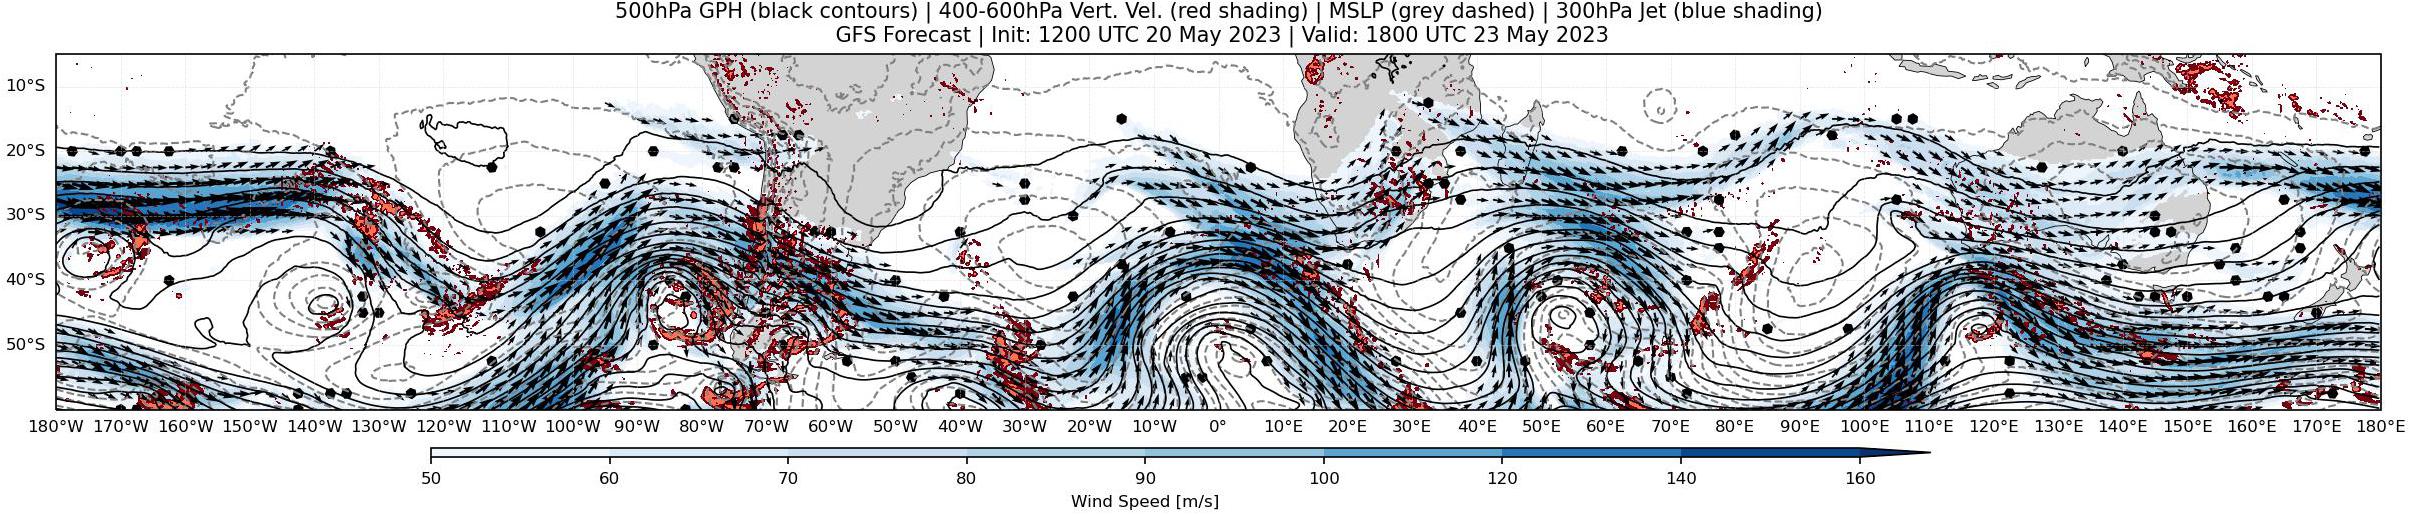 500hPa GPH (black contours) | 400-600hPa Vert. Vel. (red shading) | MSLP (grey dashed) | 300hPa Jet (blue shading)
GFS Forecast | Init: 1200 UTC 20 May 2023 | Valid: 1800 UTC 23 May 2023
10°S
20°S
30°S
40°S
50°S
180°W 170°W 160°W 150°W 140°W 130°W 120°W 110°W 100°W 90°W 80°W 70°W 60°W 50°W 40°W 30°W 20°W 10°W 0° 10°E 20°E 30°E 40°E 50°E 60°E 70°E 80°E 90°E 100°E 110°E 120°E 130°E 140°E 150°E 160°E 170°E 180°E
50 60 70 80 90 100 120 140 160
Wind Speed [m/s]